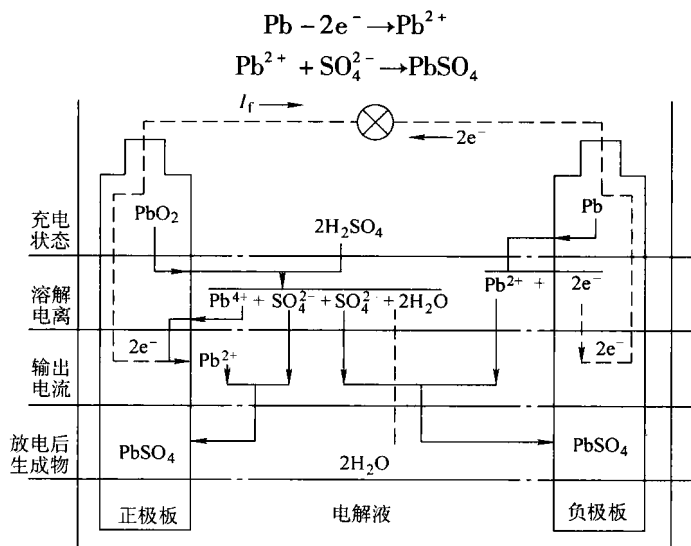 Pb − 2e⁻ → Pb²⁺
Pb²⁺ + SO₄²⁻ → PbSO₄
I_f
2e⁻
充电
状态
PbO₂
2H₂SO₄
Pb
溶解
电离
Pb⁴⁺ + SO₄²⁻ + SO₄²⁻ + 2H₂O
Pb²⁺ + 2e⁻
输出
电流
2e⁻
Pb²⁺
2e⁻
放电后
生成物
PbSO₄
2H₂O
PbSO₄
正极板
电解液
负极板